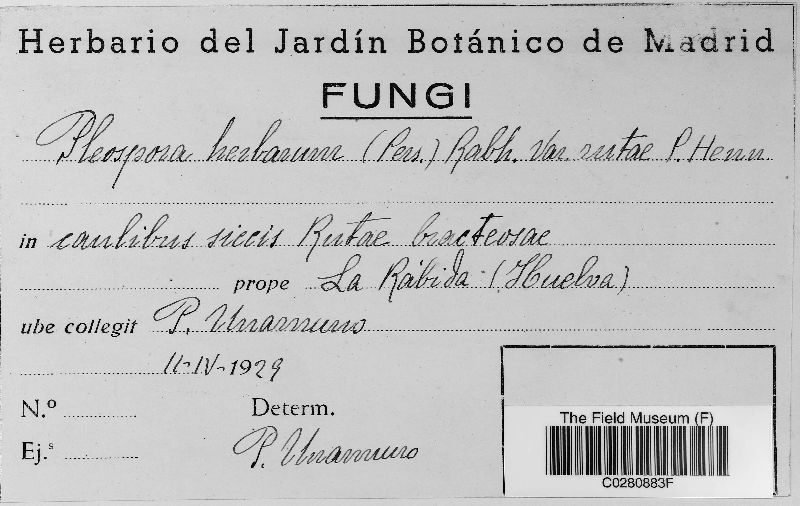 Herbario del Jardín Botánico de Madrid
FUNGI
Pleospora herbarum (Pers.) Rabh. Var. rutae P. Henn
in caulibus siccis Rutae bracteosae
prope La Rábida (Huelva)
ube collegit P. Unamuno
11-IV-1929
N.º Determ.
Ej.s P. Unamuno
The Field Museum (F)
C0280883F